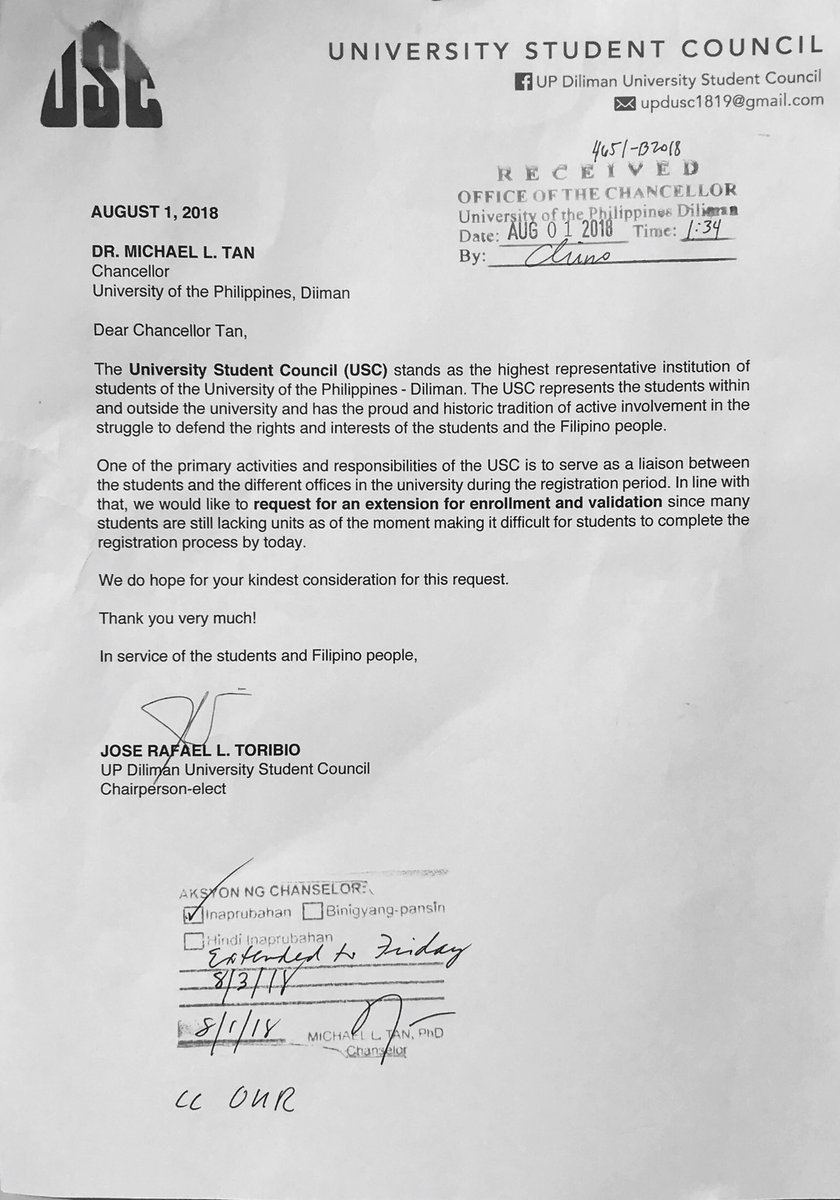 USC
UNIVERSITY STUDENT COUNCIL
UP Diliman University Student Council
updusc1819@gmail.com
4651-B2018
RECEIVED
OFFICE OF THE CHANCELLOR
University of the Philippines Diliman
Date: AUG 01 2018 Time: 1:34
By: Chino
AUGUST 1, 2018
DR. MICHAEL L. TAN
Chancellor
University of the Philippines, Diiman
Dear Chancellor Tan,
The University Student Council (USC) stands as the highest representative institution of
students of the University of the Philippines - Diliman. The USC represents the students within
and outside the university and has the proud and historic tradition of active involvement in the
struggle to defend the rights and interests of the students and the Filipino people.
One of the primary activities and responsibilities of the USC is to serve as a liaison between
the students and the different offices in the university during the registration period. In line with
that, we would like to request for an extension for enrollment and validation since many
students are still lacking units as of the moment making it difficult for students to complete the
registration process by today.
We do hope for your kindest consideration for this request.
Thank you very much!
In service of the students and Filipino people,
JOSE RAFAEL L. TORIBIO
UP Diliman University Student Council
Chairperson-elect
AKSYON NG CHANSELOR:
Inaprubahan Binigyang-pansin
Hindi Inaprubahan
Extended to Friday
8/3/18
8/1/18 MICHAEL L. TAN, PhD
Chanselor
cc OUR